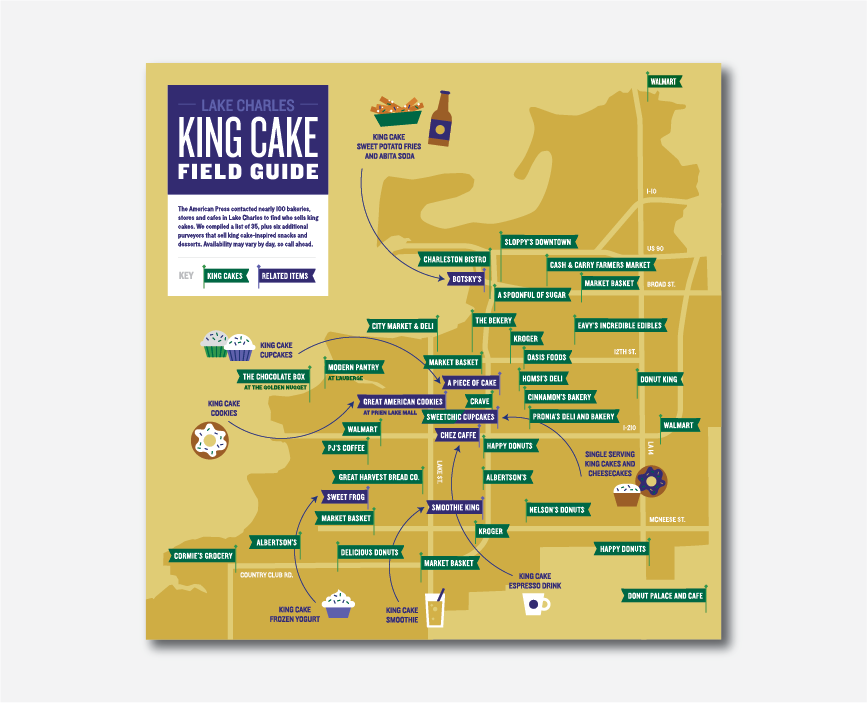 LAKE CHARLES
KING CAKE
FIELD GUIDE
The American Press contacted nearly 100 bakeries,
stores and cafes in Lake Charles to find who sells king
cakes. We compiled a list of 35, plus six additional
purveyors that sell king cake-inspired snacks and
desserts. Availability may vary by day, so call ahead.
KEY
KING CAKES
RELATED ITEMS
KING CAKE
SWEET POTATO FRIES
AND ABITA SODA
WALMART
I-10
SLOPPY'S DOWNTOWN
US 90
CHARLESTON BISTRO
CASH & CARRY FARMERS MARKET
BOTSKY'S
MARKET BASKET
BROAD ST.
A SPOONFUL OF SUGAR
CITY MARKET & DELI
THE BEKERY
EAVY'S INCREDIBLE EDIBLES
KROGER
KING CAKE
CUPCAKES
12TH ST.
OASIS FOODS
MARKET BASKET
MODERN PANTRY
AT L'AUBERGE
THE CHOCOLATE BOX
AT THE GOLDEN NUGGET
A PIECE OF CAKE
HOMSI'S DELI
DONUT KING
KING CAKE
COOKIES
GREAT AMERICAN COOKIES
AT PRIEN LAKE MALL
CRAVE
CINNAMON'S BAKERY
SWEETCHIC CUPCAKES
PRONIA'S DELI AND BAKERY
WALMART
I-210
WALMART
CHEZ CAFFE
PJ'S COFFEE
HAPPY DONUTS
LA 14
SINGLE SERVING
KING CAKES AND
CHEESECAKES
LAKE ST.
GREAT HARVEST BREAD CO.
ALBERTSON'S
SWEET FROG
SMOOTHIE KING
NELSON'S DONUTS
MARKET BASKET
MCNEESE ST.
KROGER
ALBERTSON'S
HAPPY DONUTS
CORMIE'S GROCERY
DELICIOUS DONUTS
MARKET BASKET
COUNTRY CLUB RD.
KING CAKE
ESPRESSO DRINK
DONUT PALACE AND CAFE
KING CAKE
FROZEN YOGURT
KING CAKE
SMOOTHIE